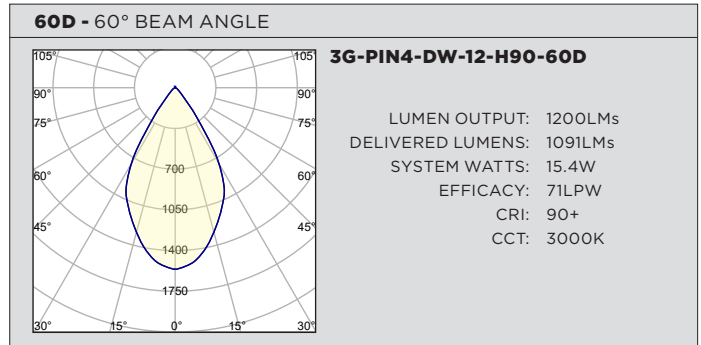 60D - 60° BEAM ANGLE
3G-PIN4-DW-12-H90-60D
105° 105°
90° 90°
75° 75°
60° 60°
45° 45°
30° 15° 0° 15° 30°
700
1050
1400
1750
LUMEN OUTPUT: 1200LMs
DELIVERED LUMENS: 1091LMs
SYSTEM WATTS: 15.4W
EFFICACY: 71LPW
CRI: 90+
CCT: 3000K